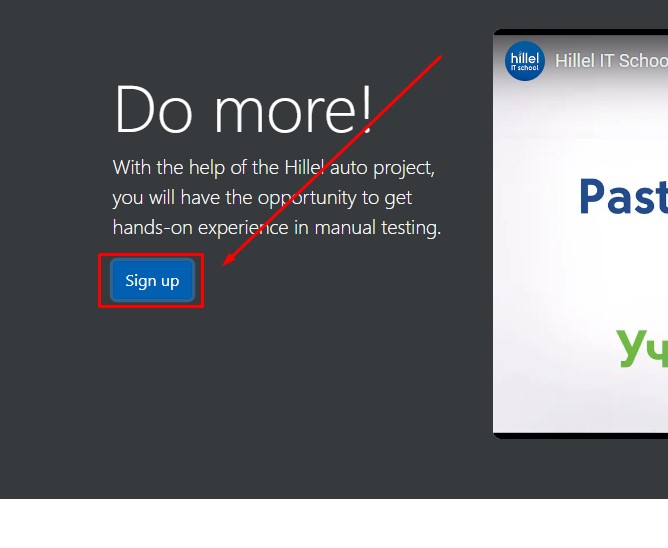 Do more!
With the help of the Hillel auto project,
you will have the opportunity to get
hands-on experience in manual testing.
Sign up
hillel
IT school
Hillel IT Schoo
Past
Уч